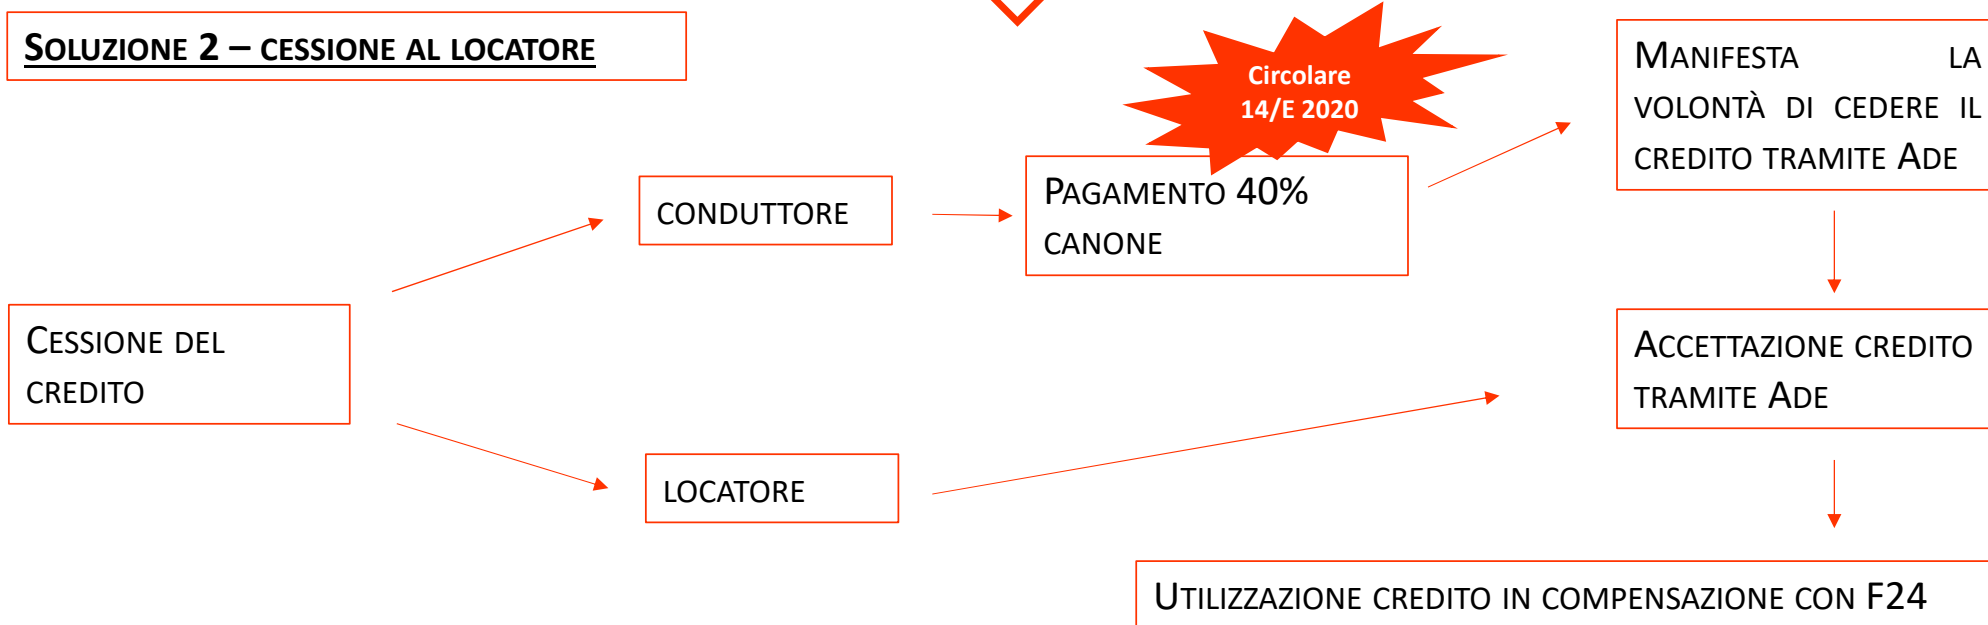 SOLUZIONE 2 – CESSIONE AL LOCATORE
Circolare
14/E 2020
MANIFESTA LA
VOLONTÀ DI CEDERE IL
CREDITO TRAMITE ADE
CONDUTTORE
PAGAMENTO 40%
CANONE
CESSIONE DEL
CREDITO
ACCETTAZIONE CREDITO
TRAMITE ADE
LOCATORE
UTILIZZAZIONE CREDITO IN COMPENSAZIONE CON F24